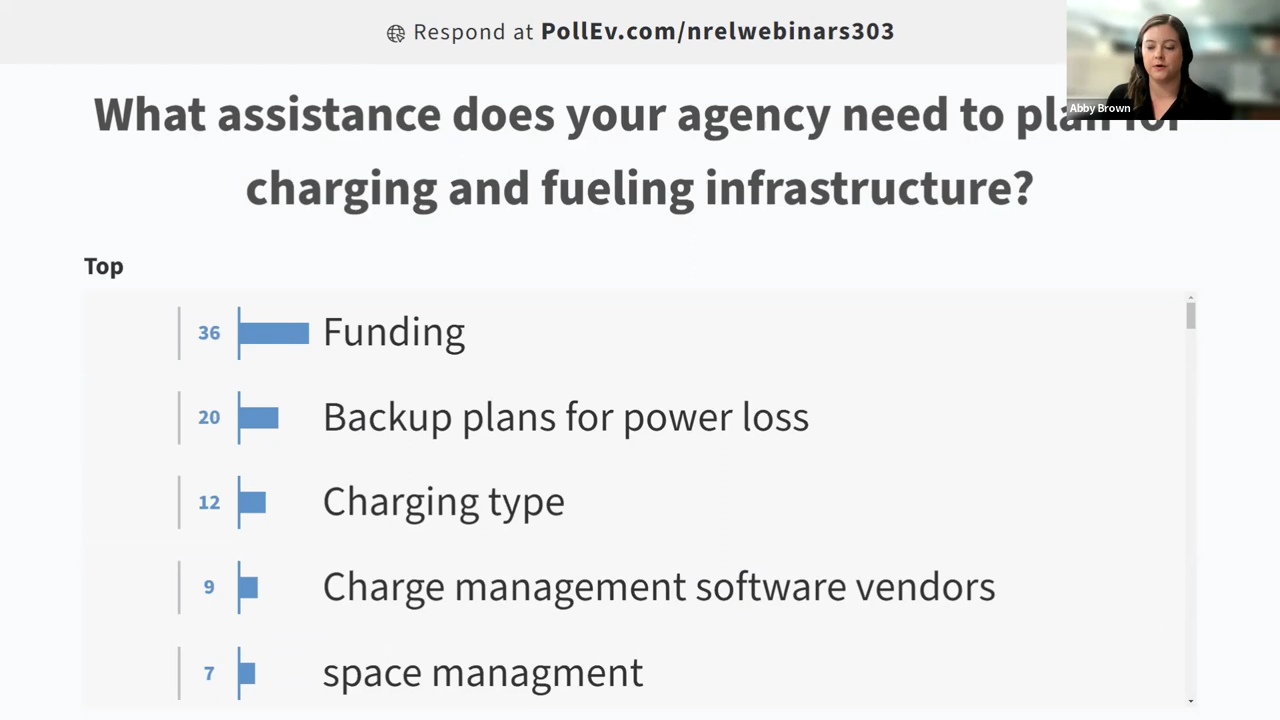 Respond at PollEv.com/nrelwebinars303
Abby Brown
What assistance does your agency need to plan for
charging and fueling infrastructure?
Top
36 Funding
20 Backup plans for power loss
12 Charging type
9 Charge management software vendors
7 space managment